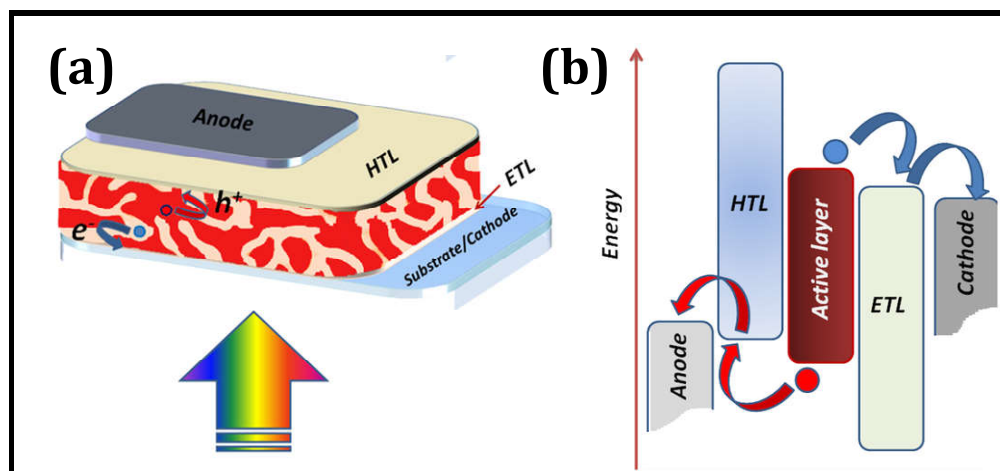 (a)
Anode
HTL
ETL
h⁺
e⁻
Substrate/Cathode
(b)
Energy
HTL
Active layer
ETL
Cathode
Anode